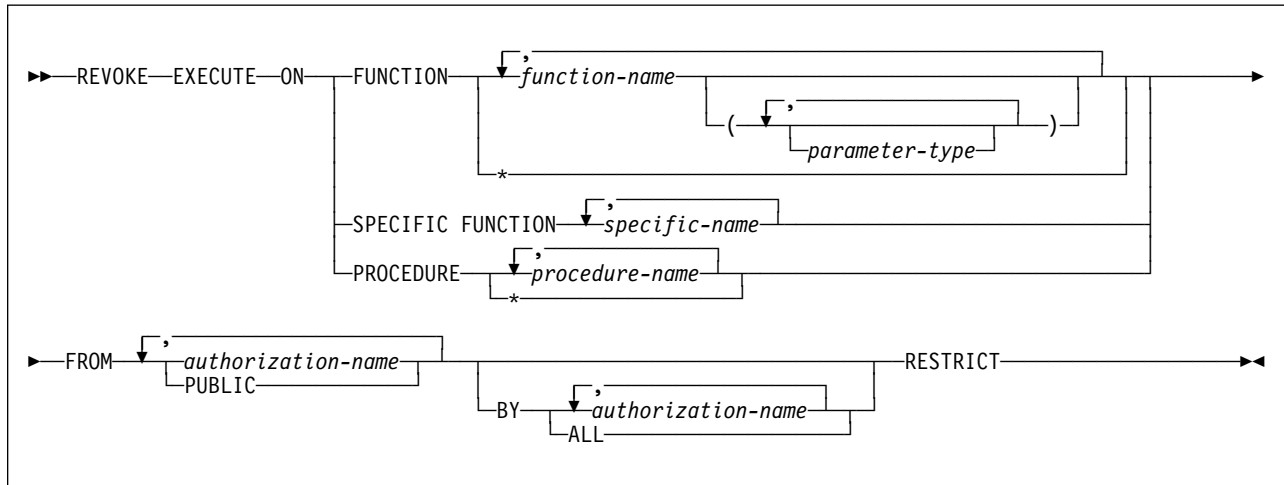 ,
REVOKE EXECUTE ON FUNCTION function-name
,
( )
parameter-type
*
,
SPECIFIC FUNCTION specific-name
,
PROCEDURE procedure-name
*
,
FROM authorization-name RESTRICT
PUBLIC
,
BY authorization-name
ALL